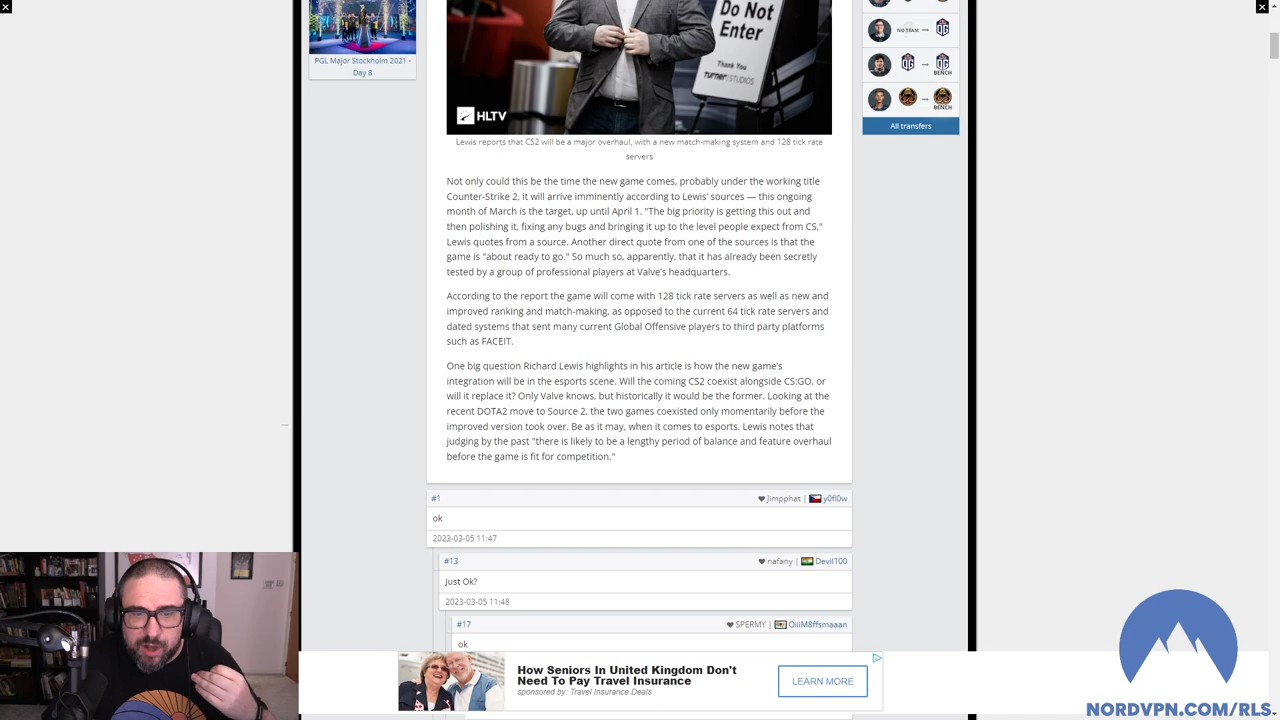 Do Not
Enter
Thank You
turner STUDIOS
HLTV
PGL Major Stockholm 2021 -
Day 8
NO TEAM
OG
OG
OG
BENCH
BENCH
All transfers
Lewis reports that CS2 will be a major overhaul, with a new match-making system and 128 tick rate
servers
Not only could this be the time the new game comes, probably under the working title
Counter-Strike 2, it will arrive imminently according to Lewis' sources — this ongoing
month of March is the target, up until April 1. "The big priority is getting this out and
then polishing it, fixing any bugs and bringing it up to the level people expect from CS,"
Lewis quotes from a source. Another direct quote from one of the sources is that the
game is "about ready to go." So much so, apparently, that it has already been secretly
tested by a group of professional players at Valve's headquarters.
According to the report the game will come with 128 tick rate servers as well as new and
improved ranking and match-making, as opposed to the current 64 tick rate servers and
dated systems that sent many current Global Offensive players to third party platforms
such as FACEIT.
One big question Richard Lewis highlights in his article is how the new game's
integration will be in the esports scene. Will the coming CS2 coexist alongside CS:GO, or
will it replace it? Only Valve knows, but historically it would be the former. Looking at the
recent DOTA2 move to Source 2, the two games coexisted only momentarily before the
improved version took over. Be as it may, when it comes to esports, Lewis notes that
judging by the past "there is likely to be a lengthy period of balance and feature overhaul
before the game is fit for competition."
#1 Jimpphat | y0fl0w
ok
2023-03-05 11:47
#13 nafany | Devil100
Just Ok?
2023-03-05 11:48
#17 SPERMY | OiiiM8ffsmaaan
ok
How Seniors In United Kingdom Don't
Need To Pay Travel Insurance
sponsored by: Travel Insurance Deals
LEARN MORE
NORDVPN.COM/RLS